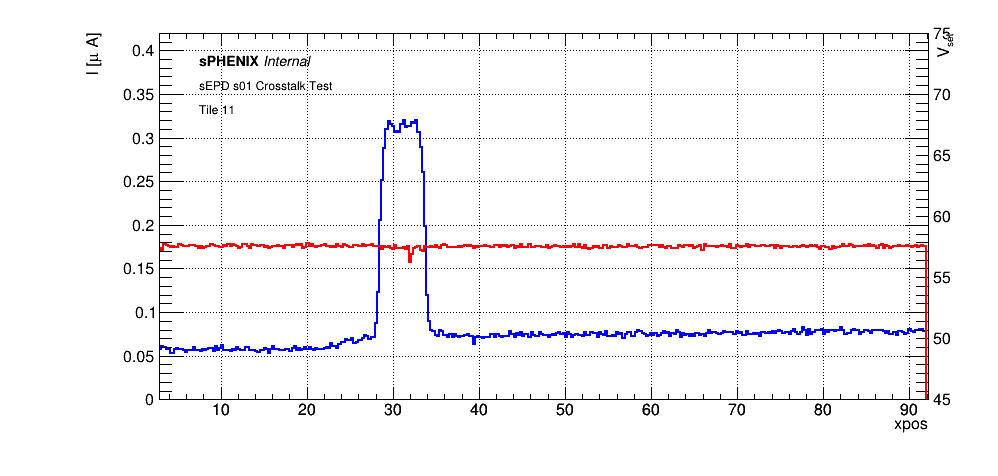 I [μ A]
0.4
0.35
0.3
0.25
0.2
0.15
0.1
0.05
0
sPHENIX Internal
sEPD s01 Crosstalk Test
Tile 11
75
70
65
60
55
50
45
V_set
10 20 30 40 50 60 70 80 90
xpos